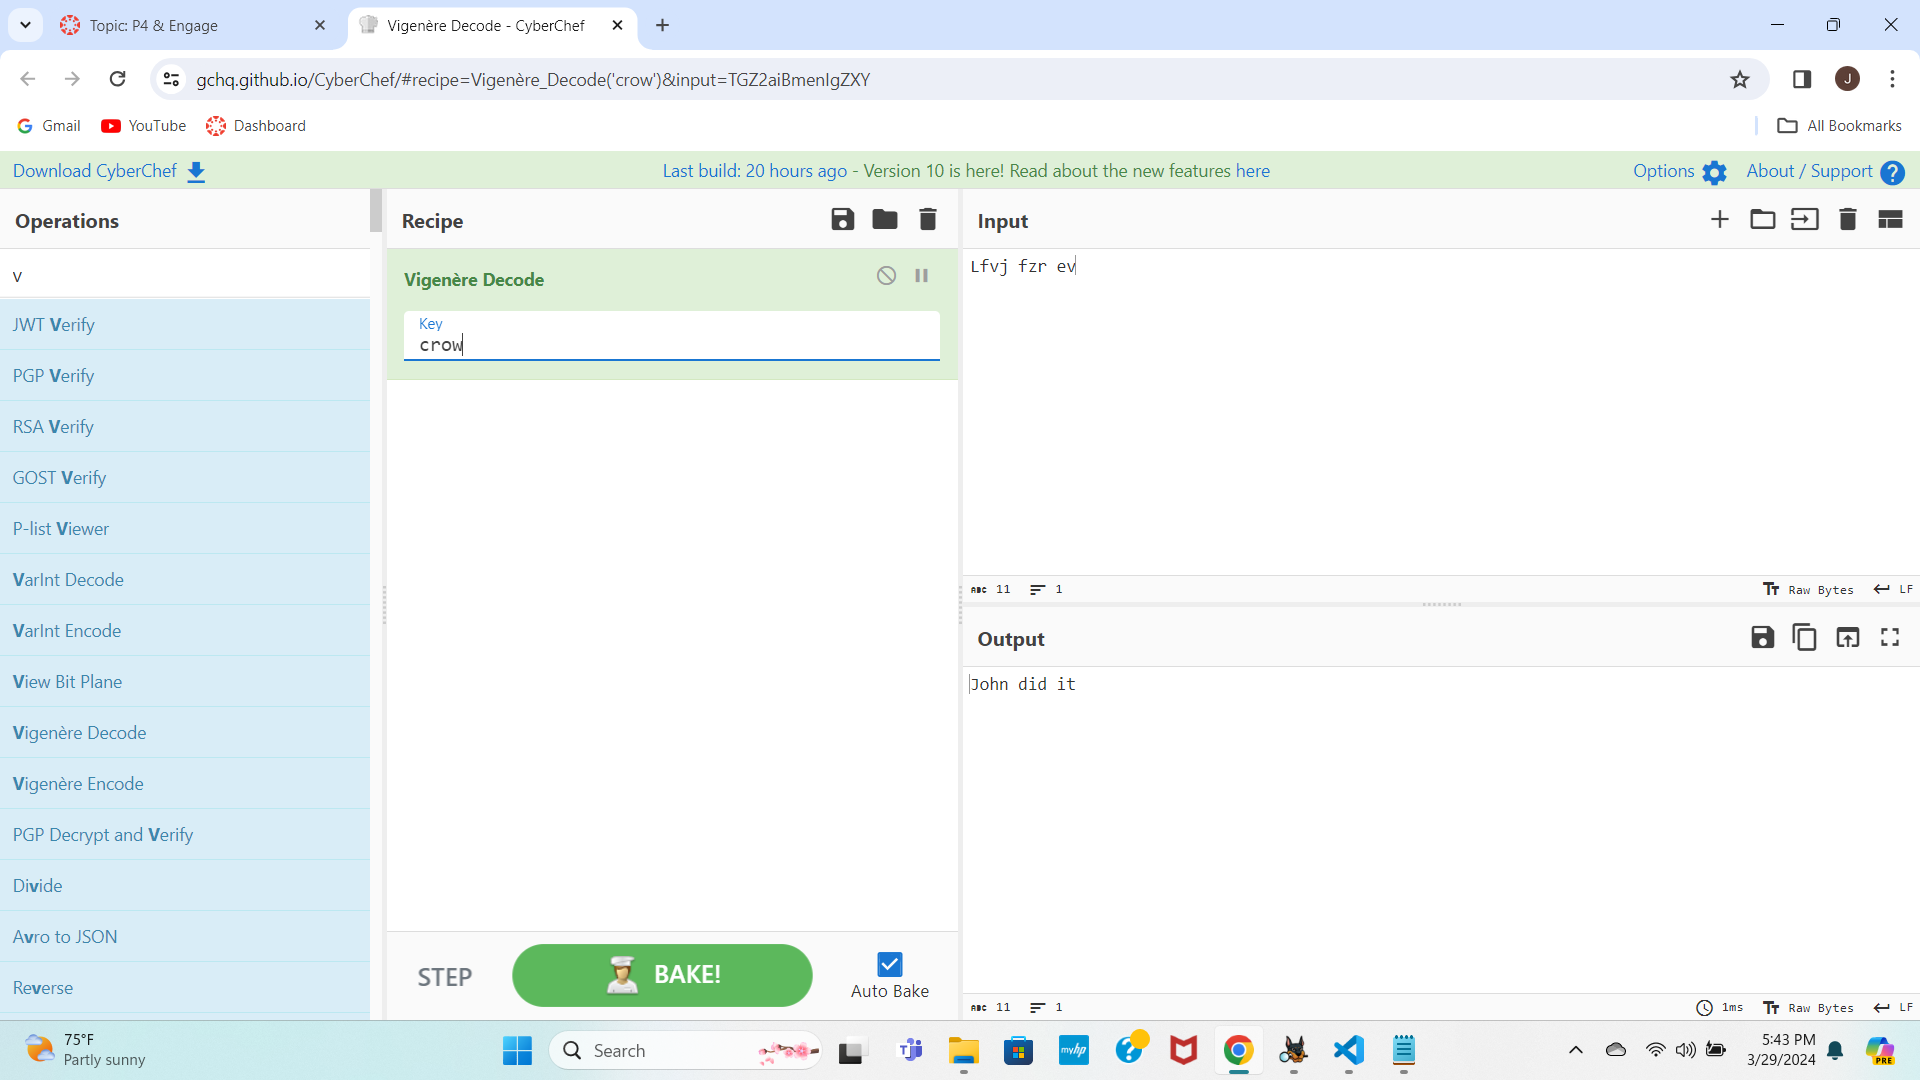 Topic: P4 & Engage
Vigenère Decode - CyberChef
gchq.github.io/CyberChef/#recipe=Vigenère_Decode('crow')&input=TGZ2aiBmenIgZXY
J
Gmail
YouTube
Dashboard
All Bookmarks
Download CyberChef
Last build: 20 hours ago - Version 10 is here! Read about the new features here
Options
About / Support
?
Operations
v
JWT Verify
PGP Verify
RSA Verify
GOST Verify
P-list Viewer
VarInt Decode
VarInt Encode
View Bit Plane
Vigenère Decode
Vigenère Encode
PGP Decrypt and Verify
Divide
Avro to JSON
Reverse
Recipe
Vigenère Decode
Key
crow
STEP
BAKE!
Auto Bake
Input
Lfvj fzr ev
ABC 11
1
Tт Raw Bytes
LF
Output
John did it
ABC 11
1
1ms
Tт Raw Bytes
LF
75°F
Partly sunny
Search
myhp
5:43 PM
3/29/2024
PRE